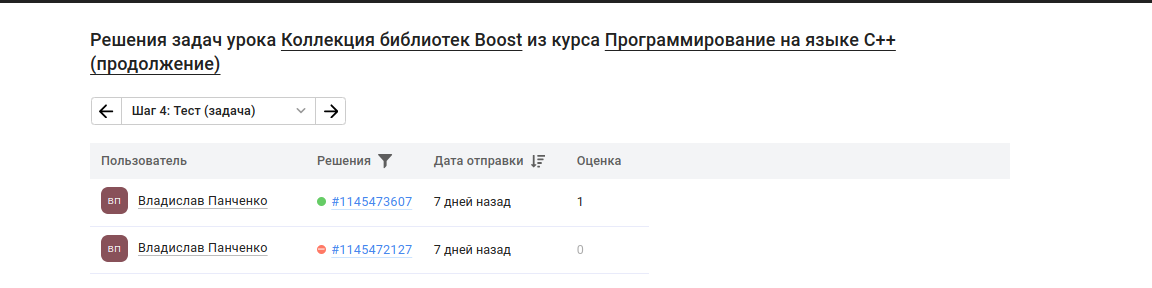 Решения задач урока Коллекция библиотек Boost из курса Программирование на языке C++
(продолжение)
Шаг 4: Тест (задача)
Пользователь Решения Дата отправки Оценка
ВП Владислав Панченко #1145473607 7 дней назад 1
ВП Владислав Панченко #1145472127 7 дней назад 0